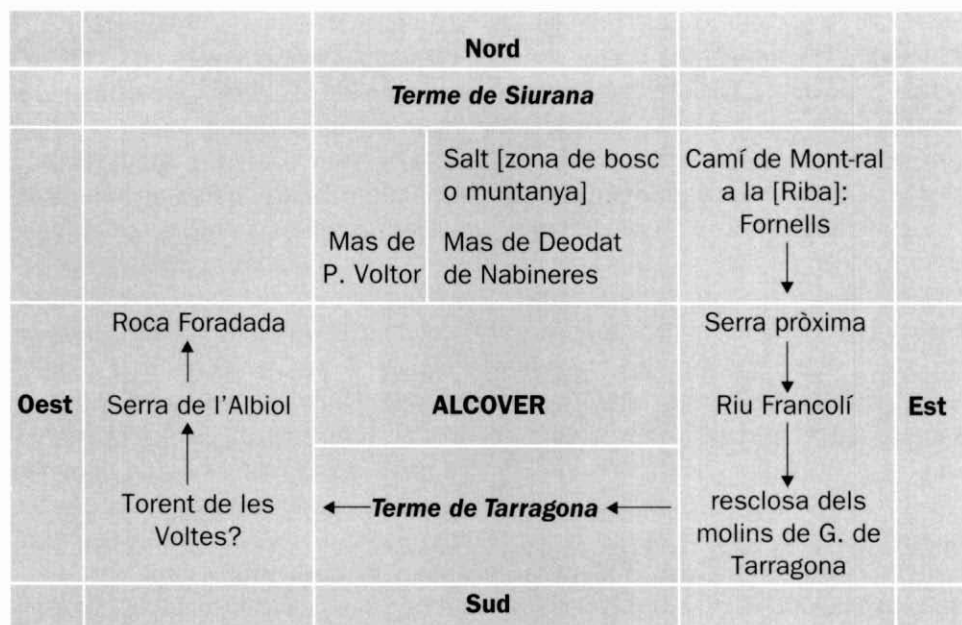 Nord
Terme de Siurana
Salt [zona de bosc
o muntanya]
Mas de
P. Voltor
Mas de Deodat
de Nabineres
Camí de Mont-ral
a la [Riba]:
Fornells
Roca Foradada
Serra pròxima
Oest
Serra de l'Albiol
ALCOVER
Riu Francolí
Est
Torent de les
Voltes?
Terme de Tarragona
resclosa dels
molins de G. de
Tarragona
Sud